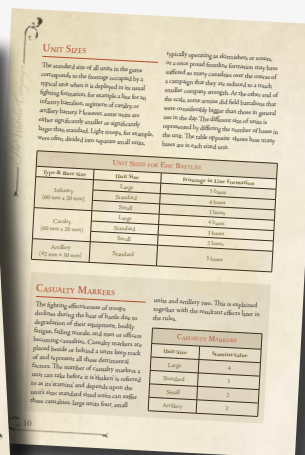 UNIT SIZES
The standard size of all units in the game
corresponds to the frontage occupied by a
typical unit when it is deployed in its usual
fighting formation, for example a line for an
infantry battalion, regiment of cavalry, or
artillery battery. However some units are
either significantly smaller or significantly
larger than standard. Light troops, for example,
were often divided into separate small units,
typically operating as skirmishers or scouts,
or a once proud frontline formation may have
suffered so many casualties over the course of
a campaign that they are reduced to a much
smaller company strength. At the other end of
the scale, some armies did field battalions that
were considerably bigger than those in general
use in the day. The different size of units is
represented by differing the number of bases in
the unit. The table opposite shows how many
bases are in each sized unit.
UNIT SIZES FOR EPIC BATTLES
Type & Base Size Unit Size Frontage in Line Formation
Infantry
(60 mm x 20 mm)
Large 5 bases
Standard 4 bases
Small 3 bases
Cavalry
(60 mm x 20 mm)
Large 4 bases
Standard 3 bases
Small 2 bases
Artillery
Standard
CASUALTY MARKERS
The fighting effectiveness of troops
declines during the heat of battle due to
degradation of their equipment, bodily
fatigue, failing morale, and men or officers
becoming casualties. Casualty markers are
placed beside or behind a unit to keep track
of and represent all these detrimental
factors. The number of casualty markers a
unit can take before it is 'shaken' is referred
to as its 'stamina' and depends upon the
unit's size: standard sized units can suffer
three casualties, large units four, small
units and artillery two. This is explained
together with the resultant effects later in
the rules.
CASUALTY MARKERS
Unit Size Stamina Value
Large 4
Standard 3
Small 2
Artillery 2
10